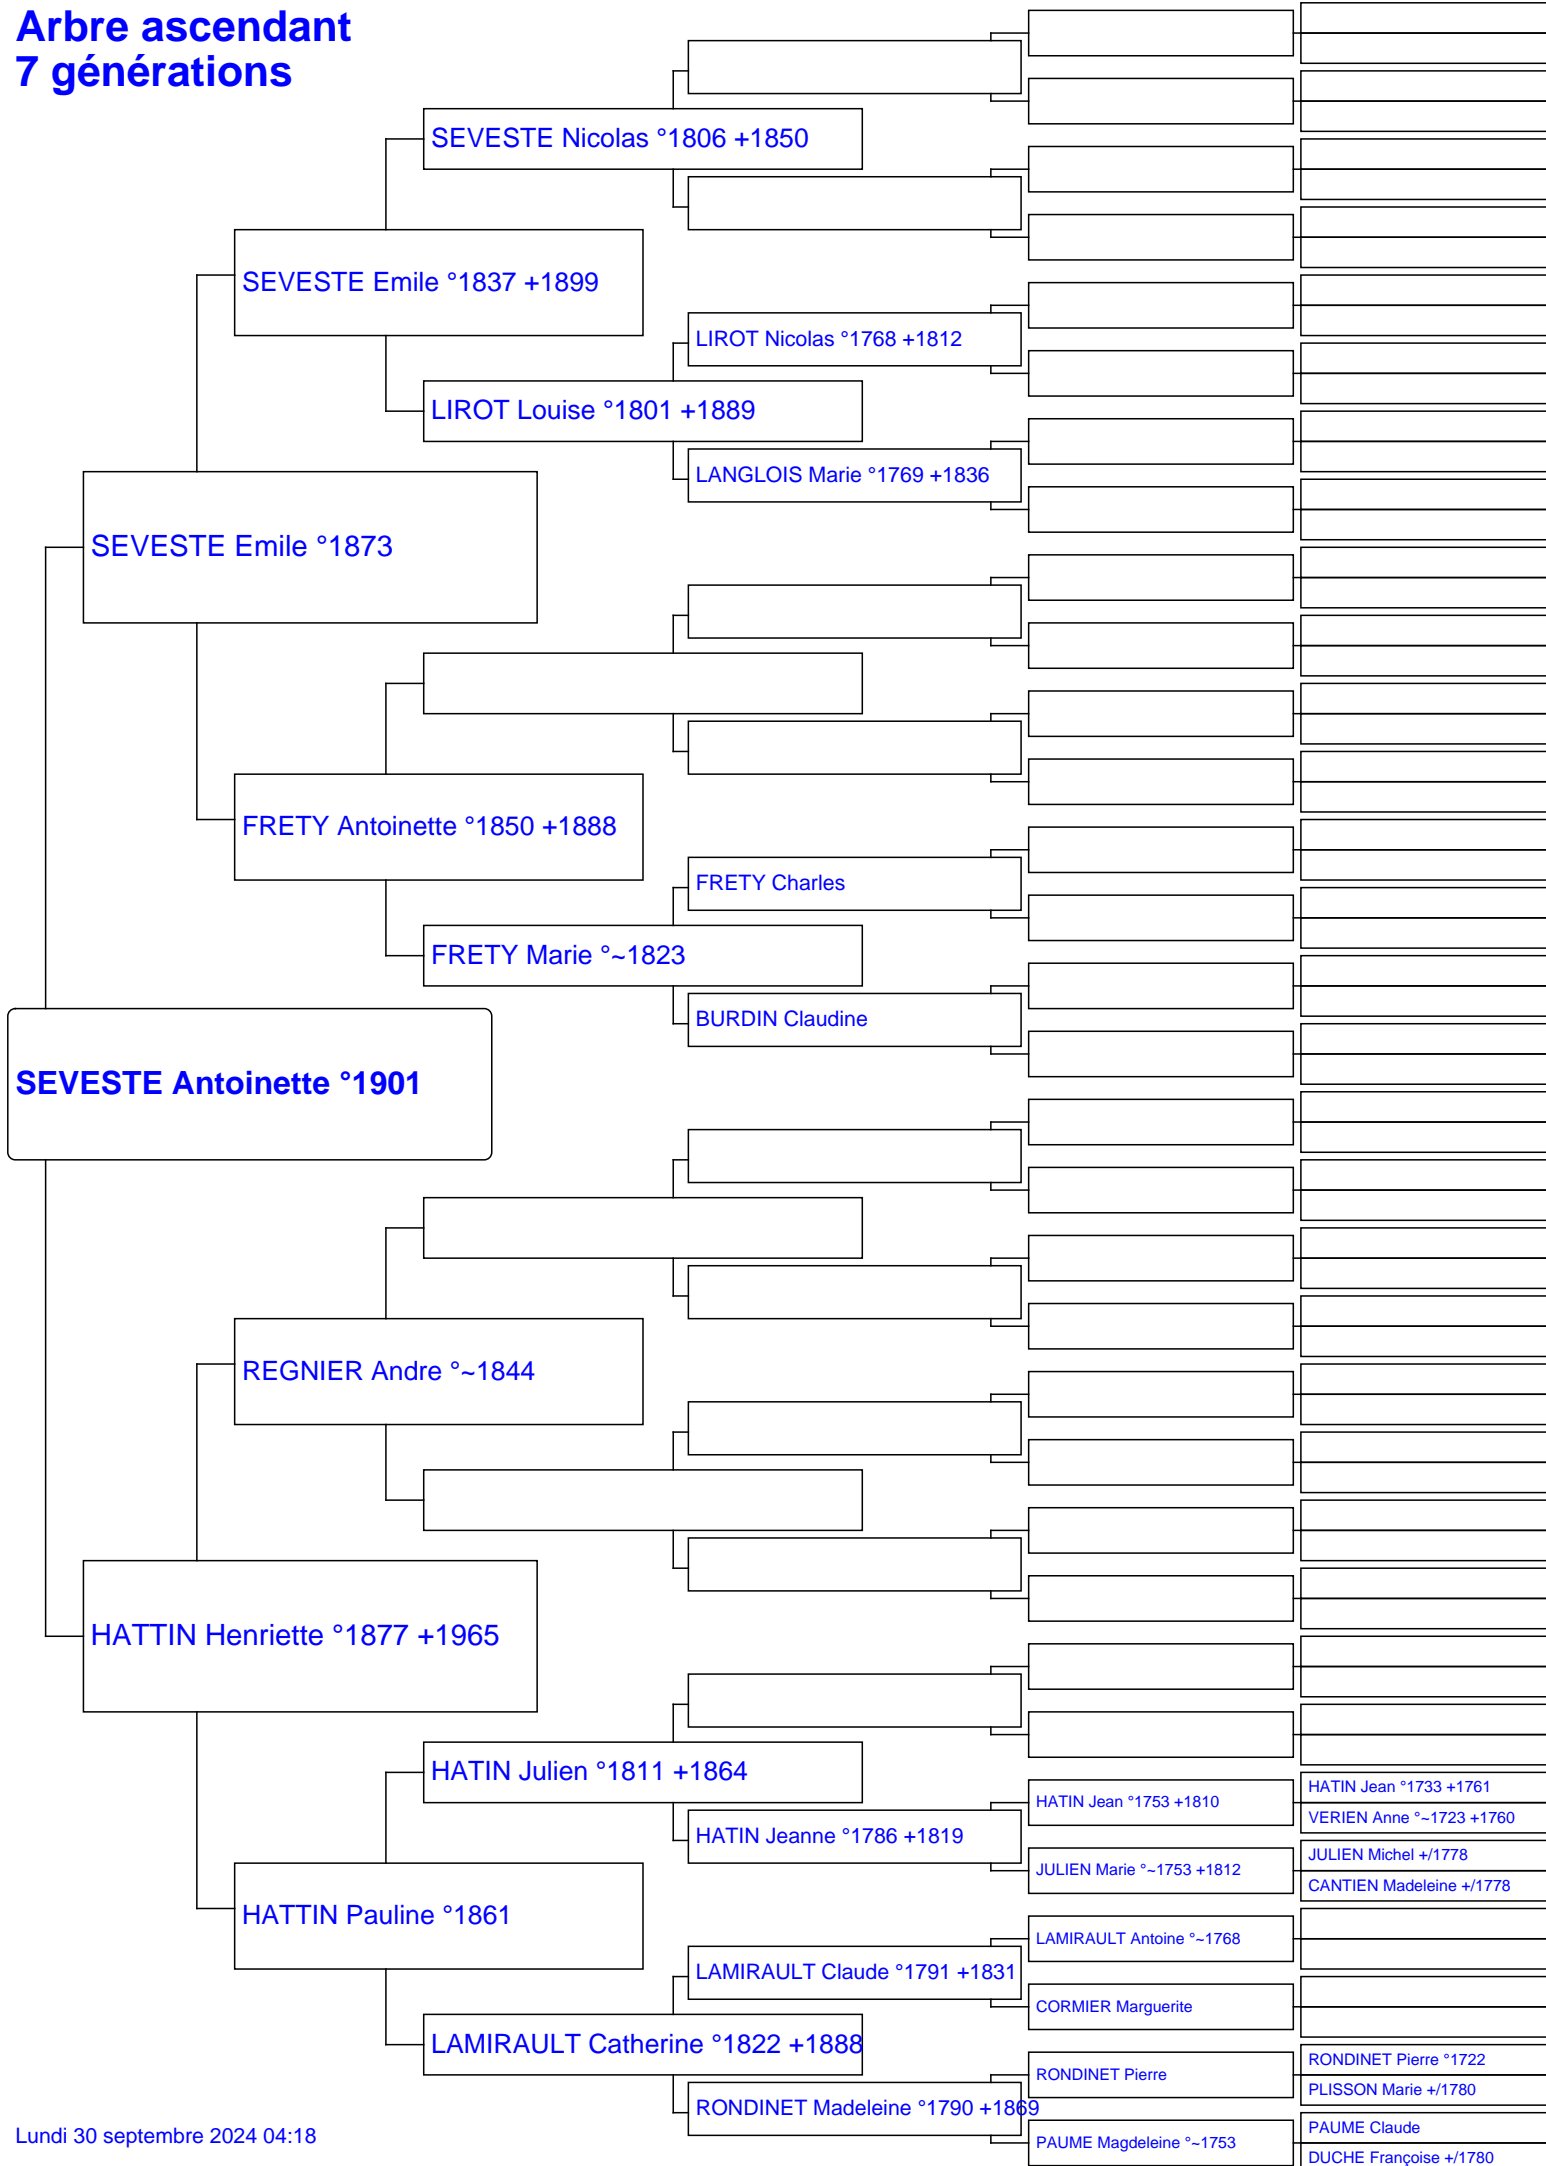 Arbre ascendant
7 générations
SEVESTE Nicolas °1806 +1850
SEVESTE Emile °1837 +1899
LIROT Nicolas °1768 +1812
LIROT Louise °1801 +1889
LANGLOIS Marie °1769 +1836
SEVESTE Emile °1873
FRETY Antoinette °1850 +1888
FRETY Charles
FRETY Marie °~1823
BURDIN Claudine
SEVESTE Antoinette °1901
REGNIER Andre °~1844
HATTIN Henriette °1877 +1965
HATIN Julien °1811 +1864
HATIN Jean °1733 +1761
HATIN Jean °1753 +1810
VERIEN Anne °~1723 +1760
HATIN Jeanne °1786 +1819
JULIEN Michel +/1778
JULIEN Marie °~1753 +1812
CANTIEN Madeleine +/1778
HATTIN Pauline °1861
LAMIRAULT Antoine °~1768
LAMIRAULT Claude °1791 +1831
CORMIER Marguerite
LAMIRAULT Catherine °1822 +1888
RONDINET Pierre °1722
RONDINET Pierre
PLISSON Marie +/1780
RONDINET Madeleine °1790 +1869
PAUME Claude
PAUME Magdeleine °~1753
DUCHE Françoise +/1780
Lundi 30 septembre 2024 04:18